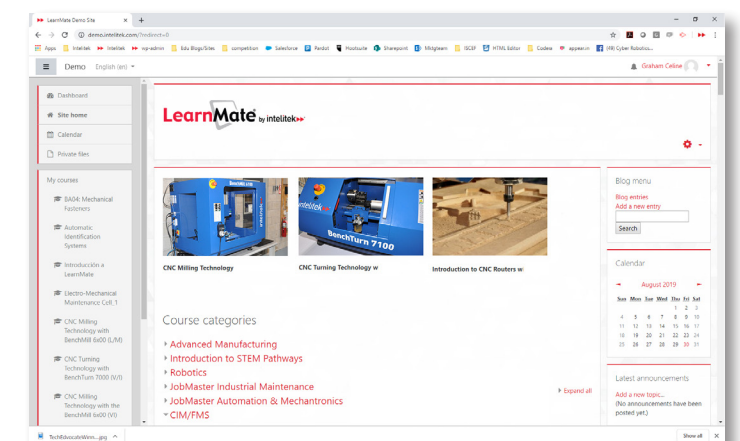 LearnMate Demo Site
demo.intelitek.com/?redirect=0
Apps Intelitek Intelitek wp-admin Edu Blogs/Sites competition Salesforce Pardot Hootsuite Sharepoint Mktgteam ISCEF HTML Editor Codeix appear.in (49) Cyber Robotics...
Demo English (en)
Graham Celine
Dashboard
Site home
Calendar
Private files
My courses
BA04: Mechanical
Fasteners
Automatic
Identification
Systems
Introducción a
LearnMate
Electro-Mechanical
Maintenance Cell_1
CNC Milling
Technology with
BenchMill 6x00 (L/M)
CNC Turning
Technology with
BenchTurn 7000 (V/I)
CNC Milling
Technology with the
BenchMill 6x00 (VI)
LearnMate by intelitek
intelitek
BenchTurn 7100
CNC Milling Technology
CNC Turning Technology w
Introduction to CNC Routers w
Course categories
Advanced Manufacturing
Introduction to STEM Pathways
Robotics
JobMaster Industrial Maintenance
JobMaster Automation & Mechantronics
CIM/FMS
Expand all
Blog menu
Blog entries
Add a new entry
Search
Calendar
August 2019
Sun Mon Tue Wed Thu Fri Sat
1 2 3
4 5 6 7 8 9 10
11 12 13 14 15 16 17
18 19 20 21 22 23 24
25 26 27 28 29 30 31
Latest announcements
Add a new topic...
(No announcements have been
posted yet.)
TechEdvocateWem....jpg
Show all